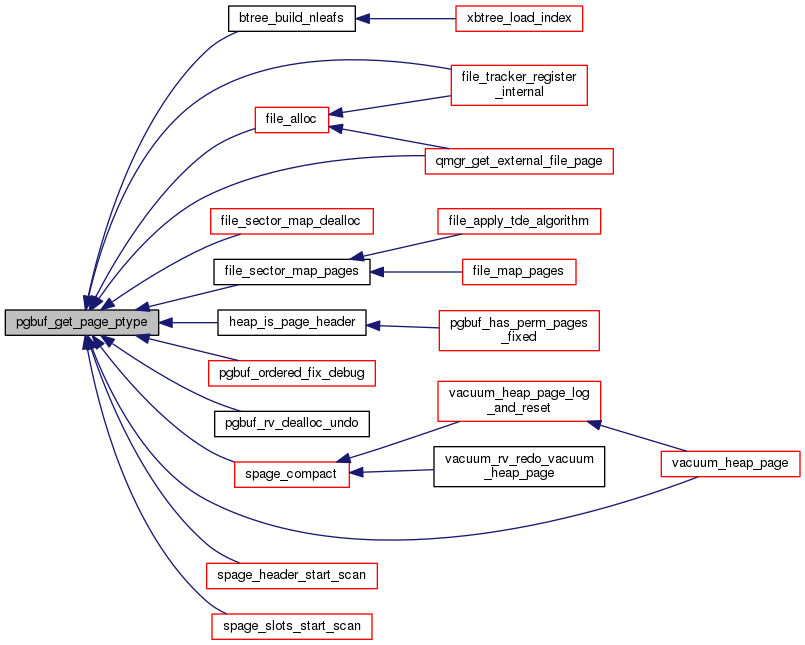 btree_build_nleafs
xbtree_load_index
file_tracker_register
_internal
file_alloc
qmgr_get_external_file_page
file_sector_map_dealloc
file_apply_tde_algorithm
file_sector_map_pages
file_map_pages
pgbuf_get_page_ptype
heap_is_page_header
pgbuf_has_perm_pages
_fixed
pgbuf_ordered_fix_debug
pgbuf_rv_dealloc_undo
vacuum_heap_page_log
_and_reset
spage_compact
vacuum_rv_redo_vacuum
_heap_page
vacuum_heap_page
spage_header_start_scan
spage_slots_start_scan